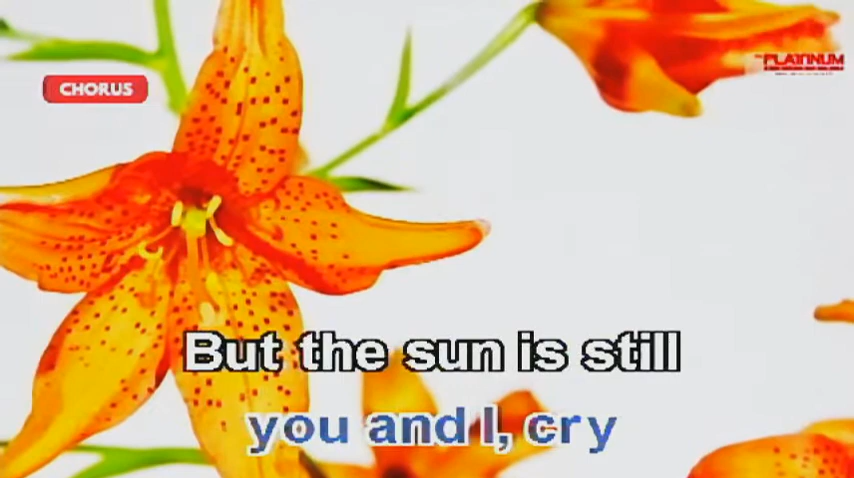 PLATINUM
CHORUS
But the sun is still
you and I, cry